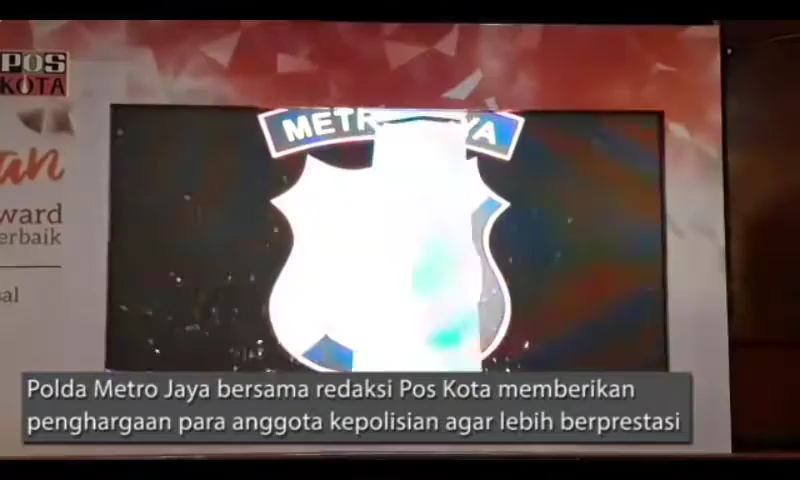 POS
KOTA
METR
YA
an
ward
erbaik
al
Polda Metro Jaya bersama redaksi Pos Kota memberikan
penghargaan para anggota kepolisian agar lebih berprestasi